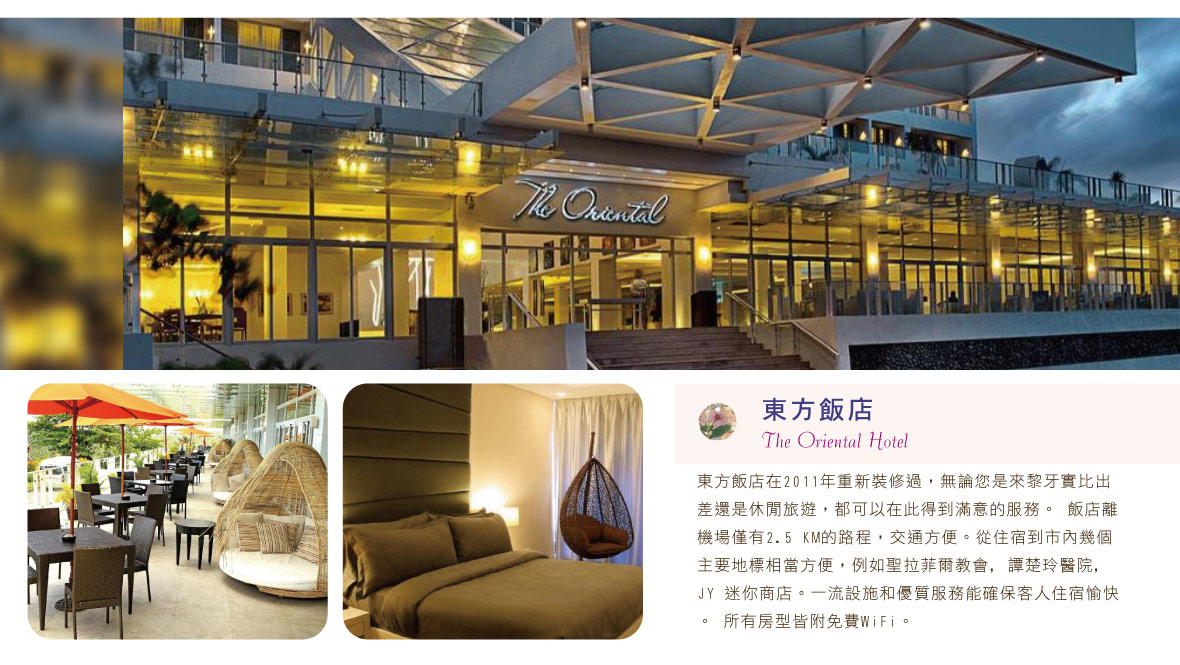 The Oriental
東方飯店
The Oriental Hotel
東方飯店在2011年重新裝修過，無論您是來黎牙實比出
差還是休閒旅遊，都可以在此得到滿意的服務。 飯店離
機場僅有2.5 KM的路程，交通方便。從住宿到市內幾個
主要地標相當方便，例如聖拉菲爾教會, 譚楚玲醫院,
JY 迷你商店。一流設施和優質服務能確保客人住宿愉快
。 所有房型皆附免費WiFi。